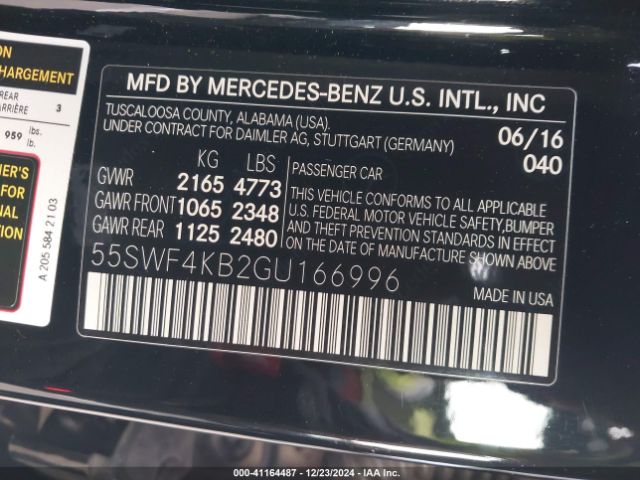 ON
HARGEMENT
REAR
ARRIÈRE 3
959 lbs.
lb.
ER'S
FOR
NAL
A 205 584 21 03
MFD BY MERCEDES-BENZ U.S. INTL., INC
TUSCALOOSA COUNTY, ALABAMA (USA).
UNDER CONTRACT FOR DAIMLER AG, STUTTGART (GERMANY)
06/16
040
KG LBS
GVWR 2165 4773
GAWR FRONT 1065 2348
GAWR REAR 1125 2480
PASSENGER CAR
THIS VEHICLE CONFORMS TO ALL APPLICABLE
U.S. FEDERAL MOTOR VEHICLE SAFETY,BUMPER
AND THEFT PREVENTION STANDARDS IN EFFECT
ON THE DATE OF MANUFACTURE SHOWN ABOVE
55SWF4KB2GU166996
MADE IN USA
000-41164487 - 12/23/2024 - IAA Inc.